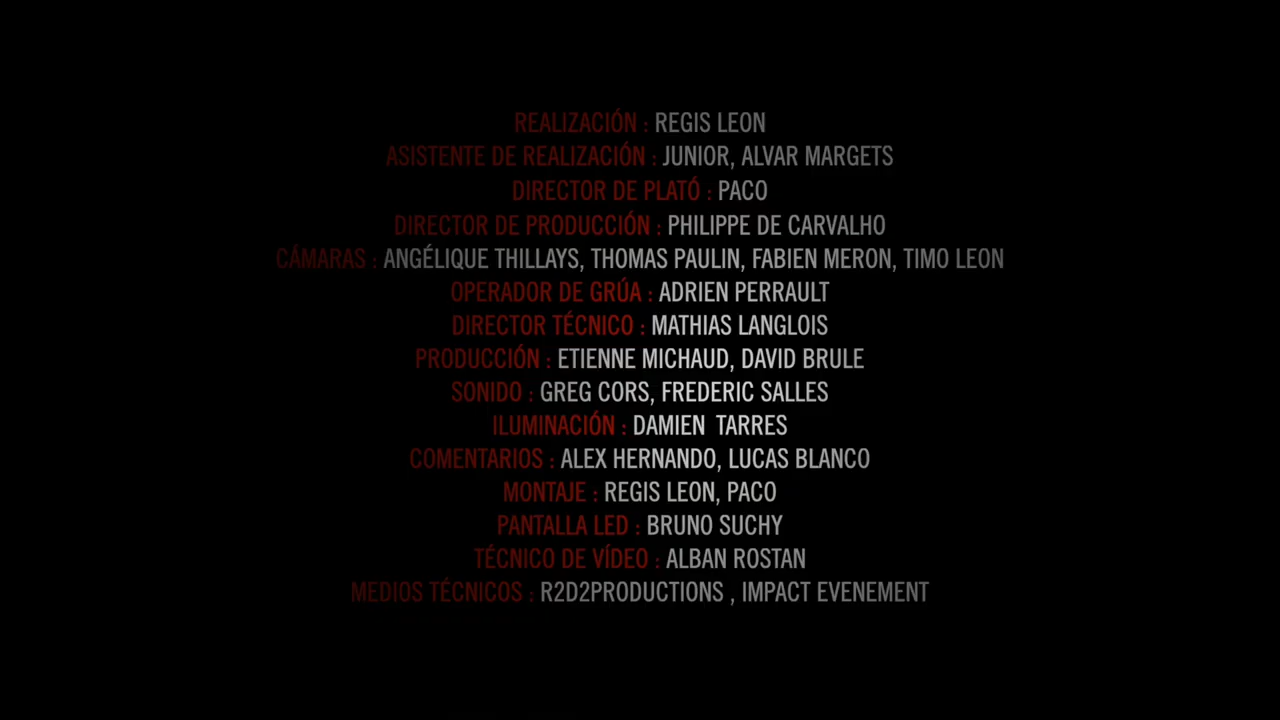 REALIZACIÓN : REGIS LEON
ASISTENTE DE REALIZACIÓN : JUNIOR, ALVAR MARGETS
DIRECTOR DE PLATÓ : PACO
DIRECTOR DE PRODUCCIÓN : PHILIPPE DE CARVALHO
CÁMARAS : ANGÉLIQUE THILLAYS, THOMAS PAULIN, FABIEN MERON, TIMO LEON
OPERADOR DE GRÚA : ADRIEN PERRAULT
DIRECTOR TÉCNICO : MATHIAS LANGLOIS
PRODUCCIÓN : ETIENNE MICHAUD, DAVID BRULE
SONIDO : GREG CORS, FREDERIC SALLES
ILUMINACIÓN : DAMIEN  TARRES
COMENTARIOS : ALEX HERNANDO, LUCAS BLANCO
MONTAJE : REGIS LEON, PACO
PANTALLA LED : BRUNO SUCHY
TÉCNICO DE VÍDEO : ALBAN ROSTAN
MEDIOS TÉCNICOS : R2D2PRODUCTIONS , IMPACT EVENEMENT